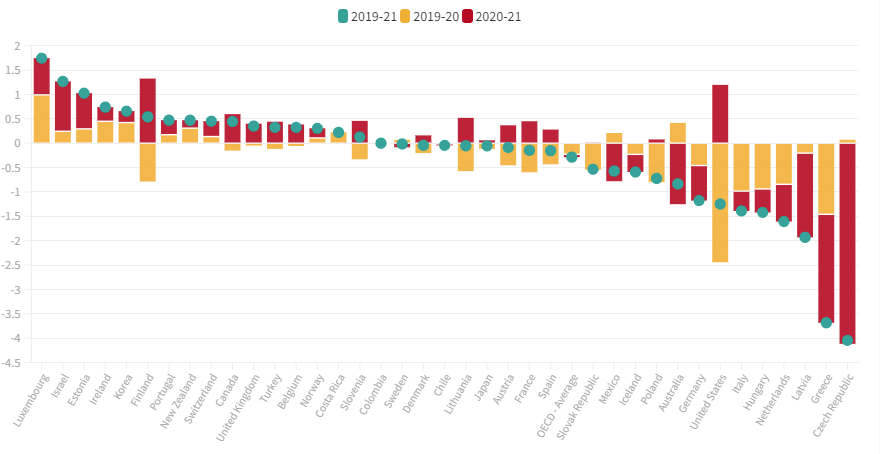 2019-21 2019-20 2020-21
2
1.5
1
0.5
0
-0.5
-1
-1.5
-2
-2.5
-3
-3.5
-4
-4.5
Luxembourg
Israel
Estonia
Ireland
Korea
Finland
Portugal
New Zealand
Switzerland
Canada
United Kingdom
Turkey
Belgium
Norway
Costa Rica
Slovenia
Colombia
Sweden
Denmark
Chile
Lithuania
Japan
Austria
France
Spain
OECD - Average
Slovak Republic
Mexico
Iceland
Poland
Australia
Germany
United States
Italy
Hungary
Netherlands
Latvia
Greece
Czech Republic